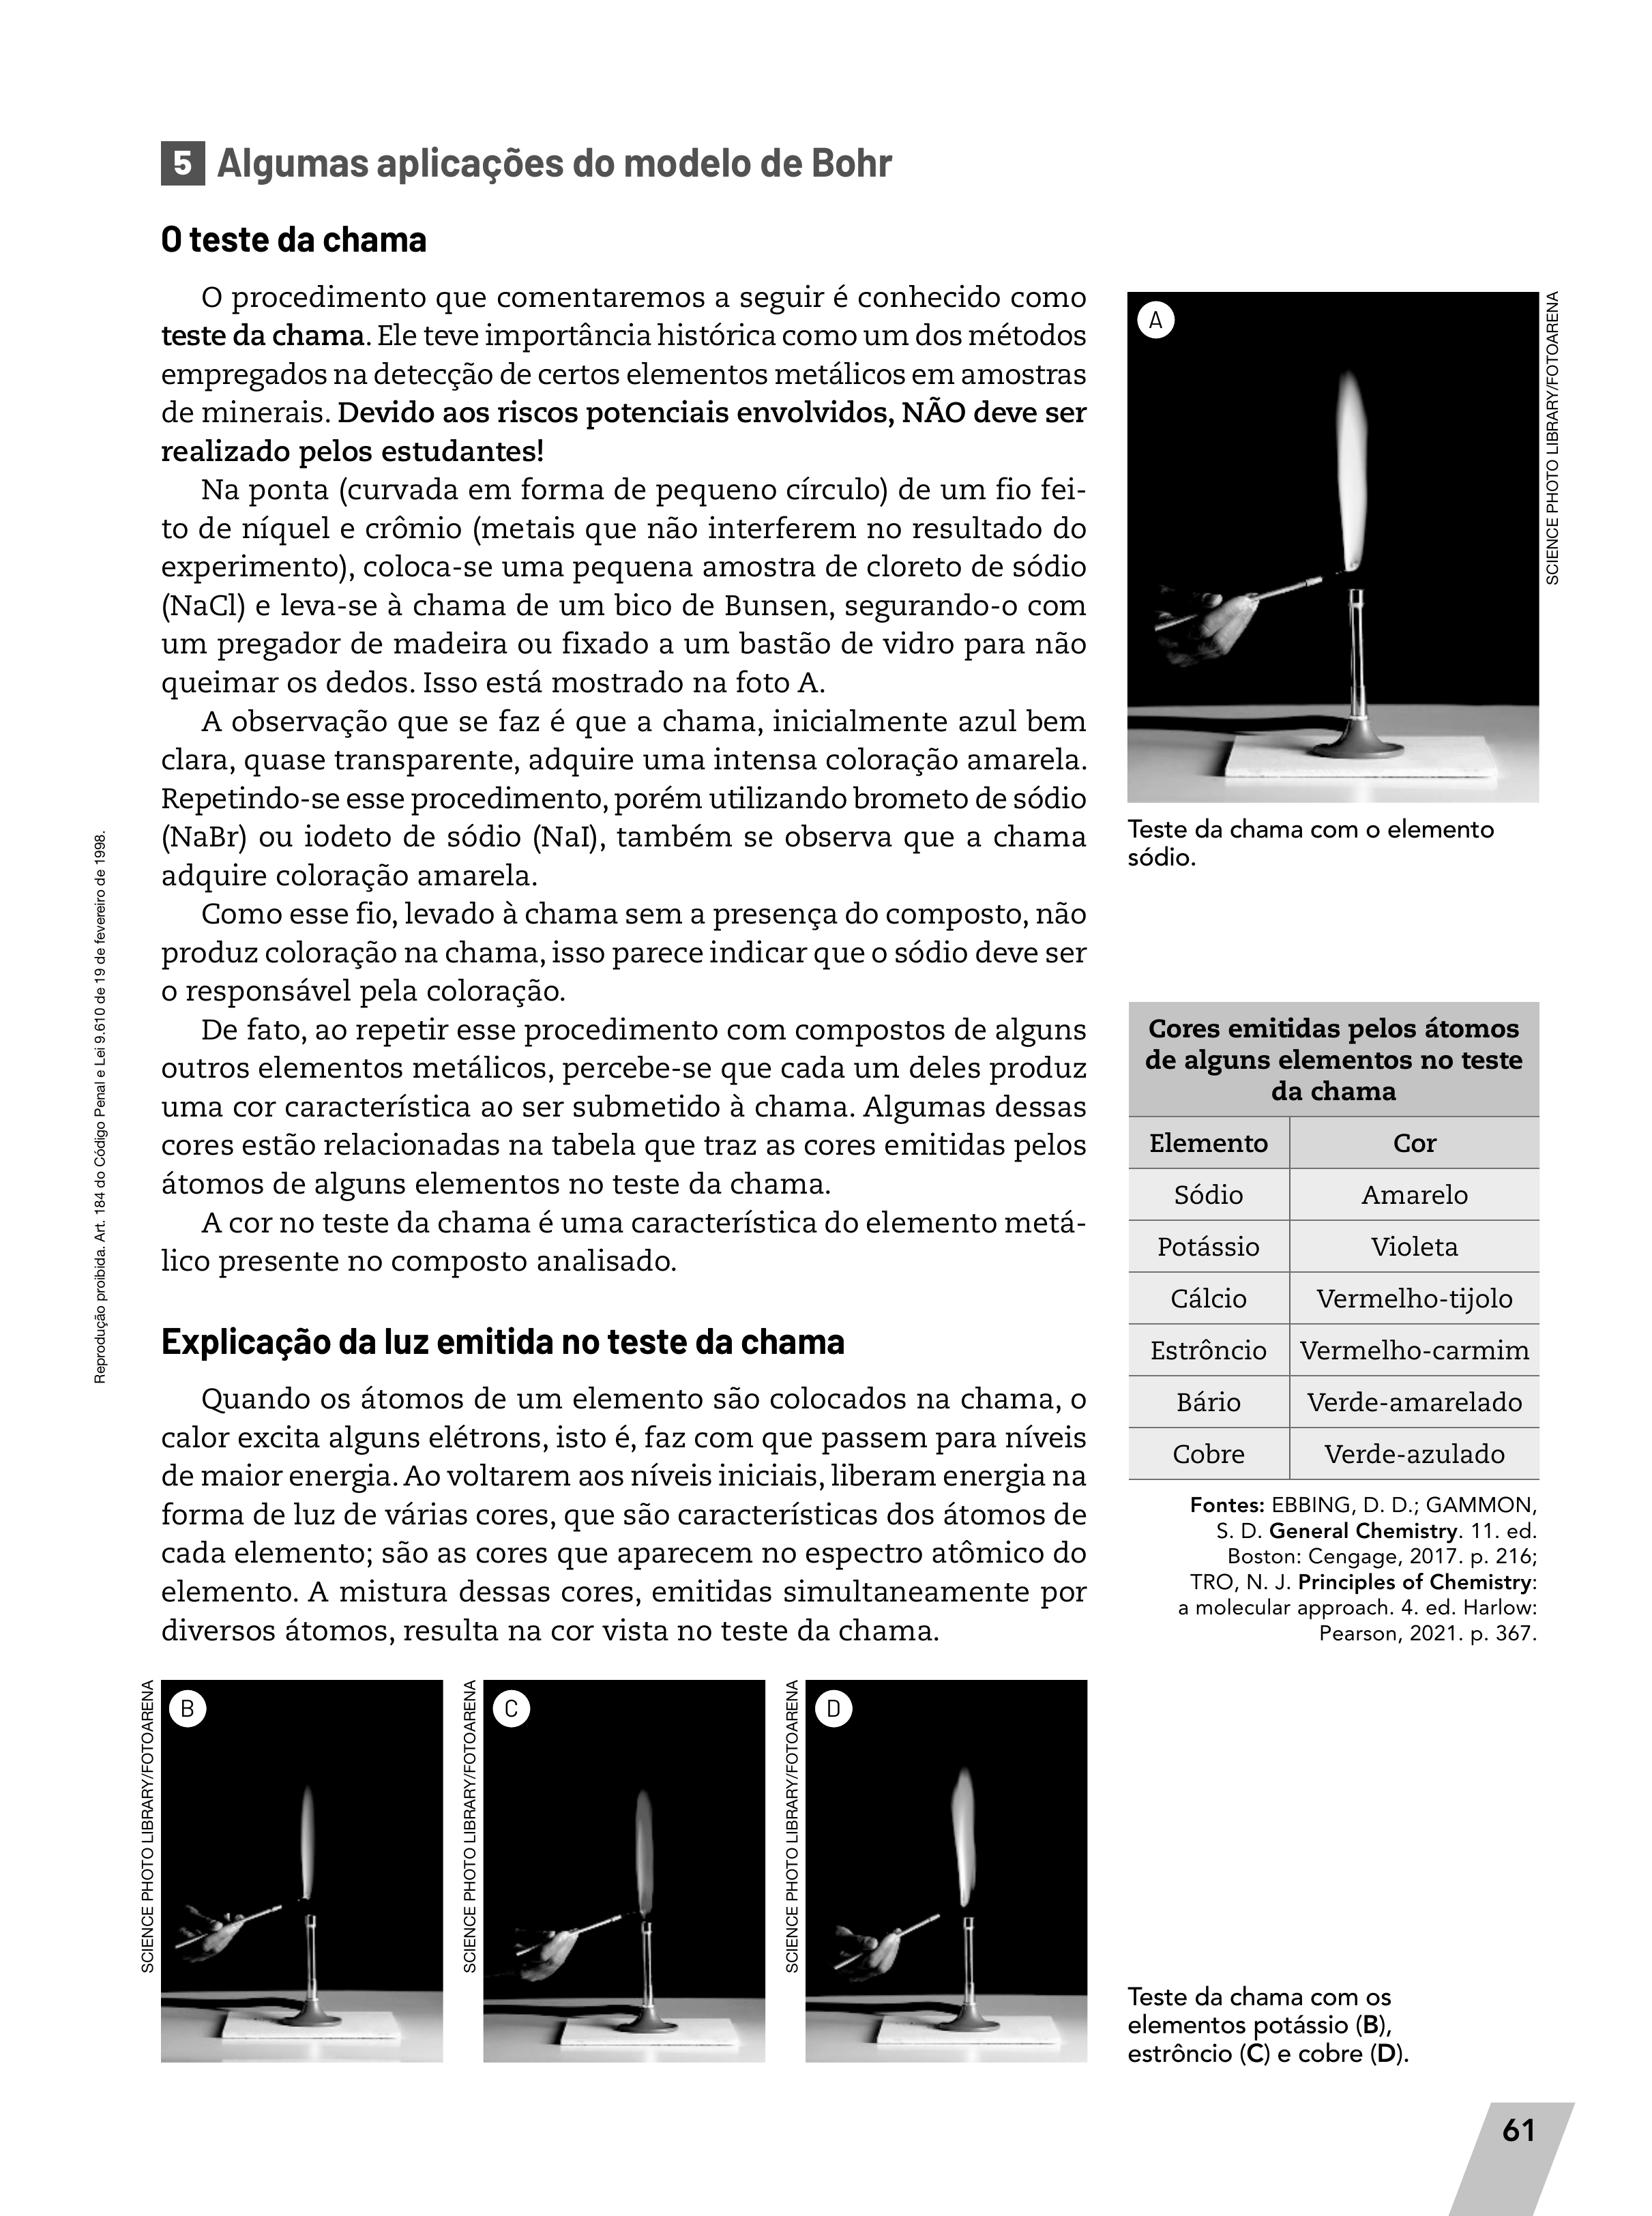 5 Algumas aplicações do modelo de Bohr
O teste da chama
O procedimento que comentaremos a seguir é conhecido como
teste da chama. Ele teve importância histórica como um dos métodos
empregados na detecção de certos elementos metálicos em amostras
de minerais. Devido aos riscos potenciais envolvidos, NÃO deve ser
realizado pelos estudantes!
Na ponta (curvada em forma de pequeno círculo) de um fio fei-
to de níquel e crômio (metais que não interferem no resultado do
experimento), coloca-se uma pequena amostra de cloreto de sódio
(NaCl) e leva-se à chama de um bico de Bunsen, segurando-o com
um pregador de madeira ou fixado a um bastão de vidro para não
queimar os dedos. Isso está mostrado na foto A.
A observação que se faz é que a chama, inicialmente azul bem
clara, quase transparente, adquire uma intensa coloração amarela.
Repetindo-se esse procedimento, porém utilizando brometo de sódio
(NaBr) ou iodeto de sódio (NaI), também se observa que a chama
adquire coloração amarela.
Como esse fio, levado à chama sem a presença do composto, não
produz coloração na chama, isso parece indicar que o sódio deve ser
o responsável pela coloração.
De fato, ao repetir esse procedimento com compostos de alguns
outros elementos metálicos, percebe-se que cada um deles produz
uma cor característica ao ser submetido à chama. Algumas dessas
cores estão relacionadas na tabela que traz as cores emitidas pelos
átomos de alguns elementos no teste da chama.
A cor no teste da chama é uma característica do elemento metá-
lico presente no composto analisado.
Explicação da luz emitida no teste da chama
Quando os átomos de um elemento são colocados na chama, o
calor excita alguns elétrons, isto é, faz com que passem para níveis
de maior energia. Ao voltarem aos níveis iniciais, liberam energia na
forma de luz de várias cores, que são características dos átomos de
cada elemento; são as cores que aparecem no espectro atômico do
elemento. A mistura dessas cores, emitidas simultaneamente por
diversos átomos, resulta na cor vista no teste da chama.
A
SCIENCE PHOTO LIBRARY/FOTOARENA
Teste da chama com o elemento
sódio.
Cores emitidas pelos átomos
de alguns elementos no teste
da chama
Elemento Cor
Sódio Amarelo
Potássio Violeta
Cálcio Vermelho-tijolo
Estrôncio Vermelho-carmim
Bário Verde-amarelado
Cobre Verde-azulado
Fontes: EBBING, D. D.; GAMMON,
S. D. General Chemistry. 11. ed.
Boston: Cengage, 2017. p. 216;
TRO, N. J. Principles of Chemistry:
a molecular approach. 4. ed. Harlow:
Pearson, 2021. p. 367.
SCIENCE PHOTO LIBRARY/FOTOARENA
B
SCIENCE PHOTO LIBRARY/FOTOARENA
C
SCIENCE PHOTO LIBRARY/FOTOARENA
D
Teste da chama com os
elementos potássio (B),
estrôncio (C) e cobre (D).
Reprodução proibida. Art. 184 do Código Penal e Lei 9.610 de 19 de fevereiro de 1998.
61